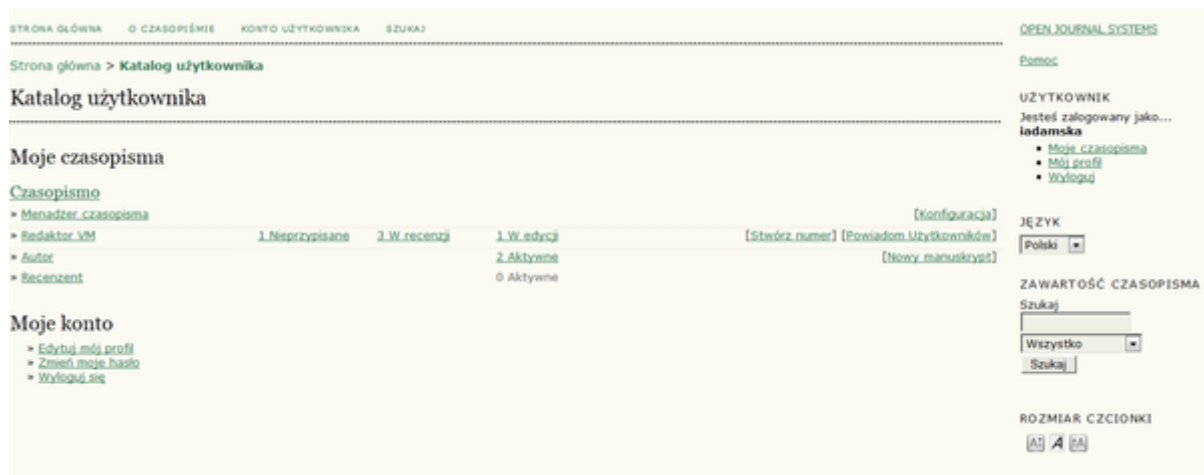 STRONA GŁÓWNA O CZASOPIŚMIE KONTO UŻYTKOWNIKA SZUKAJ
Strona główna > Katalog użytkownika
Katalog użytkownika
Moje czasopisma
Czasopismo
» Menadżer czasopisma [Konfiguracja]
» Redaktor VM 1 Nieprzypisane 3 W recenzji 1 W edycji [Stwórz numer] [Powiadom Użytkowników]
» Autor 2 Aktywne [Nowy manuskrypt]
» Recenzent 0 Aktywne
Moje konto
» Edytuj mój profil
» Zmień moje hasło
» Wyloguj się
OPEN JOURNAL SYSTEMS
Pomoc
UŻYTKOWNIK
Jesteś zalogowany jako...
iadamska
• Moje czasopisma
• Mój profil
• Wyloguj
JĘZYK
Polski
ZAWARTOŚĆ CZASOPISMA
Szukaj
Wszystko
Szukaj
ROZMIAR CZCIONKI
A